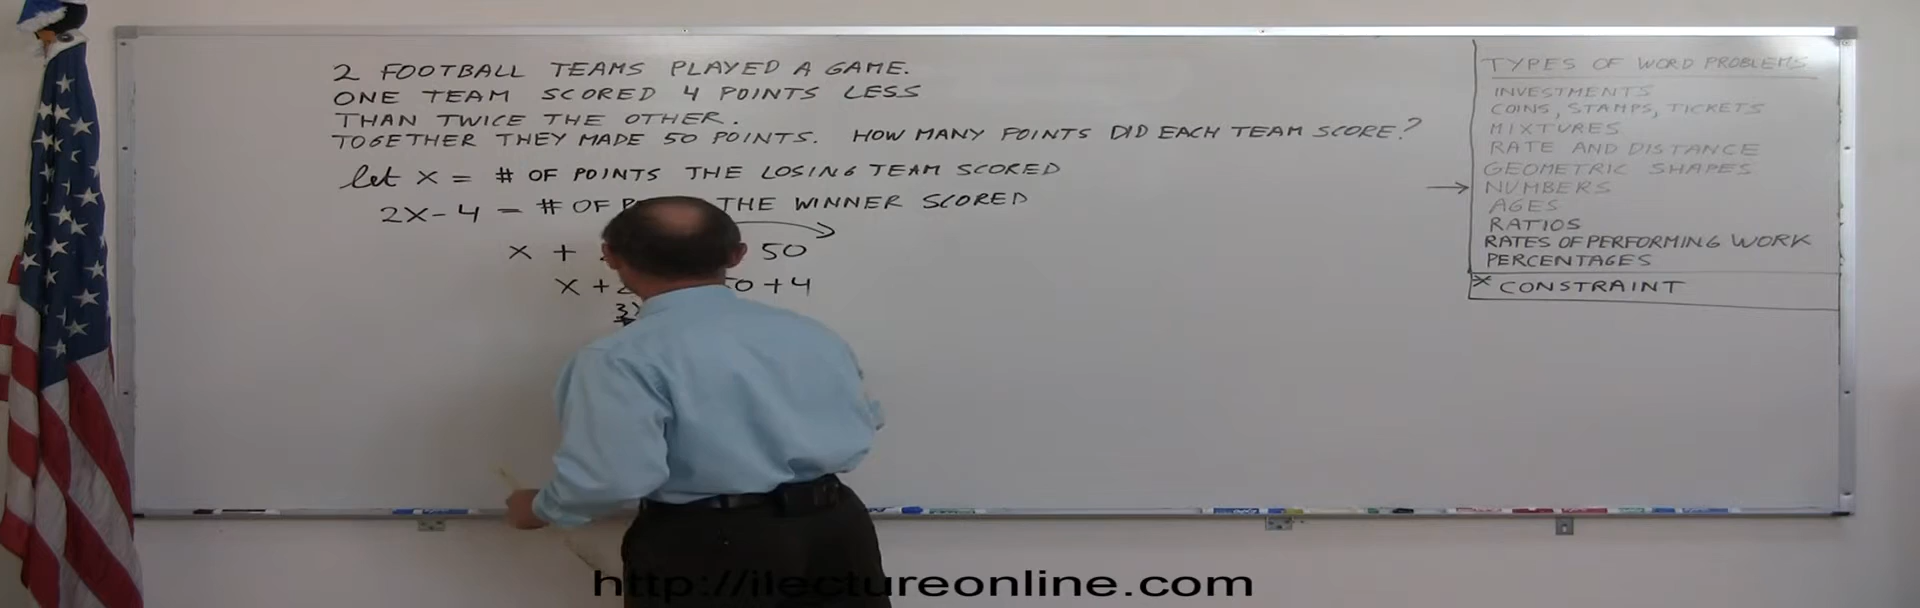 2 FOOTBALL TEAMS PLAYED A GAME.
ONE TEAM SCORED 4 POINTS LESS
THAN TWICE THE OTHER.
TOGETHER THEY MADE 50 POINTS. HOW MANY POINTS DID EACH TEAM SCORE?
let x = # OF POINTS THE LOSING TEAM SCORED
2X - 4 = # OF THE WINNER SCORED
x + 50
x + 2 0 + 4
3
TYPES OF WORD PROBLEMS
INVESTMENTS
COINS, STAMPS, TICKETS
MIXTURES
RATE AND DISTANCE
GEOMETRIC SHAPES
→ NUMBERS
AGES
RATIOS
RATES OF PERFORMING WORK
PERCENTAGES
* CONSTRAINT
http://ilectureonline.com